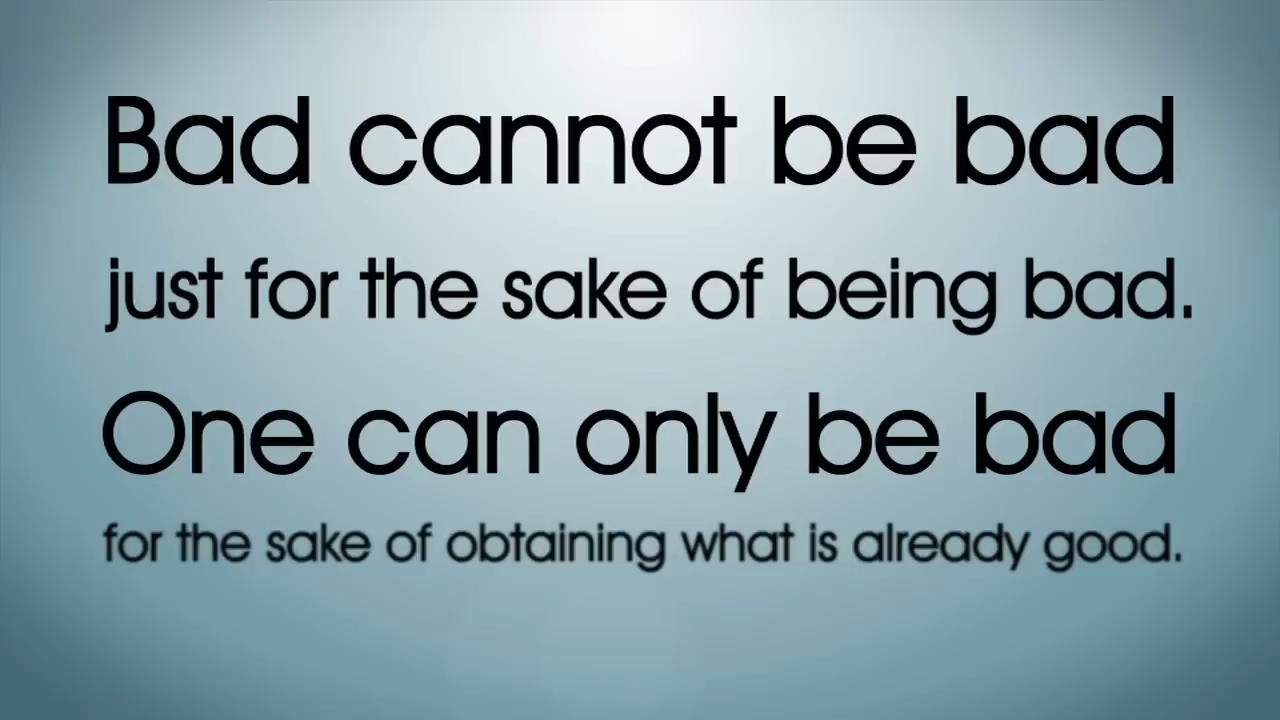 Bad cannot be bad
just for the sake of being bad.
One can only be bad
for the sake of obtaining what is already good.